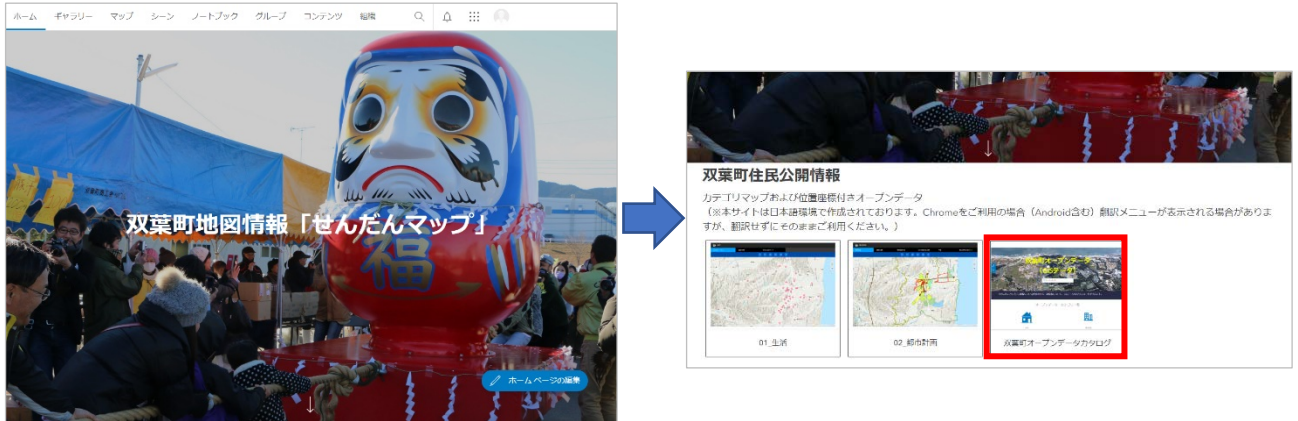 ホーム ギャラリー マップ シーン ノートブック グループ コンテンツ 組織
双葉町地図情報「せんだんマップ」
福
ホーム ページの編集
双葉町住民公開情報
カテゴリマップおよび位置座標付きオープンデータ
(※本サイトは日本語環境で作成されております。Chromeをご利用の場合(Android含む)翻訳メニューが表示される場合がありま
すが、翻訳せずにそのままご利用ください。)
双葉町オープンデータ
01_生活
02_都市計画
双葉町オープンデータカタログ